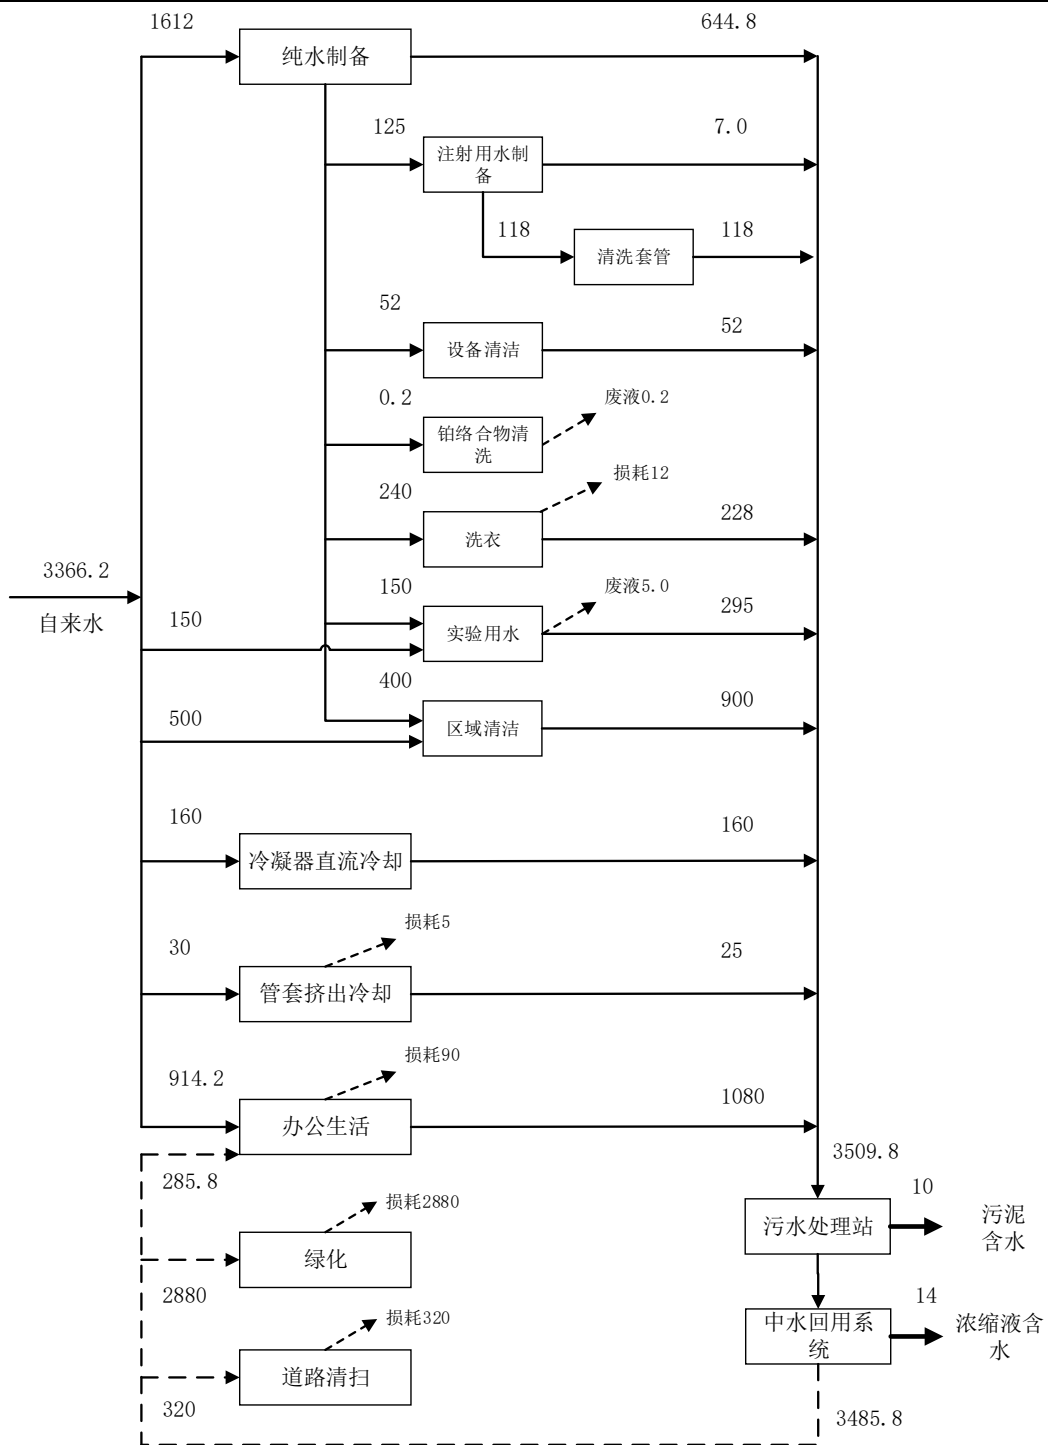 1612
644.8
纯水制备
125
7.0
注射用水制
备
118
118
清洗套管
52
52
设备清洁
0.2
废液0.2
铂络合物清
洗
240
损耗12
228
洗衣
3366.2
自来水
150
150
废液5.0
295
实验用水
500
400
900
区域清洁
160
160
冷凝器直流冷却
30
损耗5
25
管套挤出冷却
914.2
损耗90
1080
办公生活
285.8
3509.8
10
污水处理站
污泥
含水
损耗2880
绿化
2880
14
中水回用系
统
浓缩液含
水
损耗320
道路清扫
320
3485.8